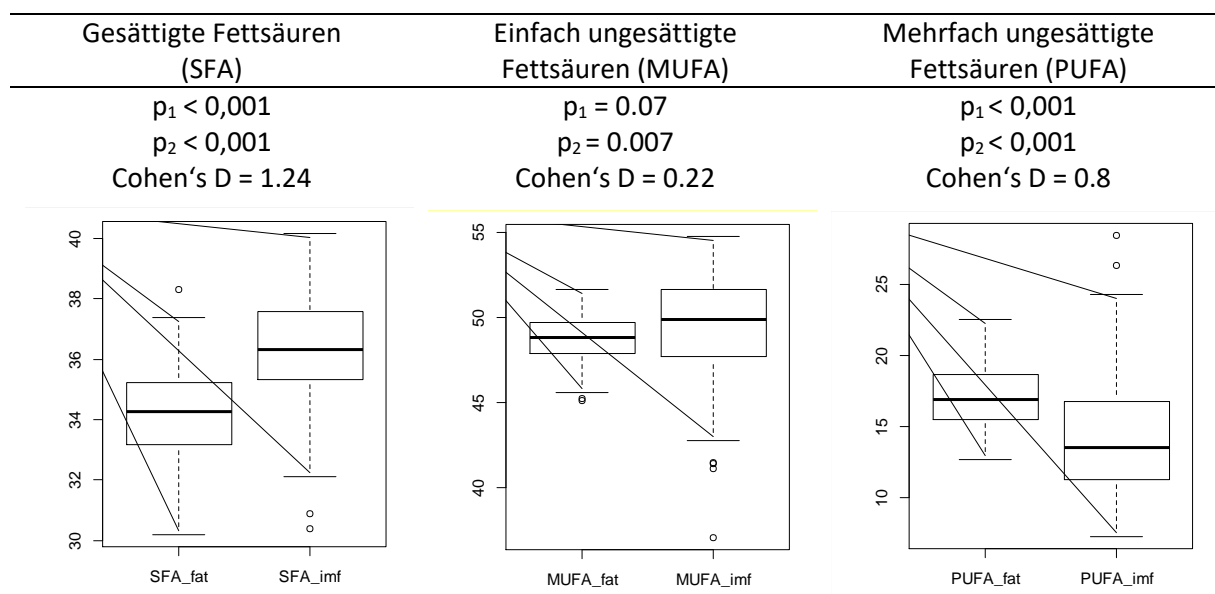 Gesättigte Fettsäuren
(SFA)
Einfach ungesättigte
Fettsäuren (MUFA)
Mehrfach ungesättigte
Fettsäuren (PUFA)
p₁ < 0,001
p₂ < 0,001
Cohen‘s D = 1.24
p₁ = 0.07
p₂ = 0.007
Cohen‘s D = 0.22
p₁ < 0,001
p₂ < 0,001
Cohen‘s D = 0.8
40
38
36
34
32
30
SFA_fat SFA_imf
55
50
45
40
MUFA_fat MUFA_imf
25
20
15
10
PUFA_fat PUFA_imf